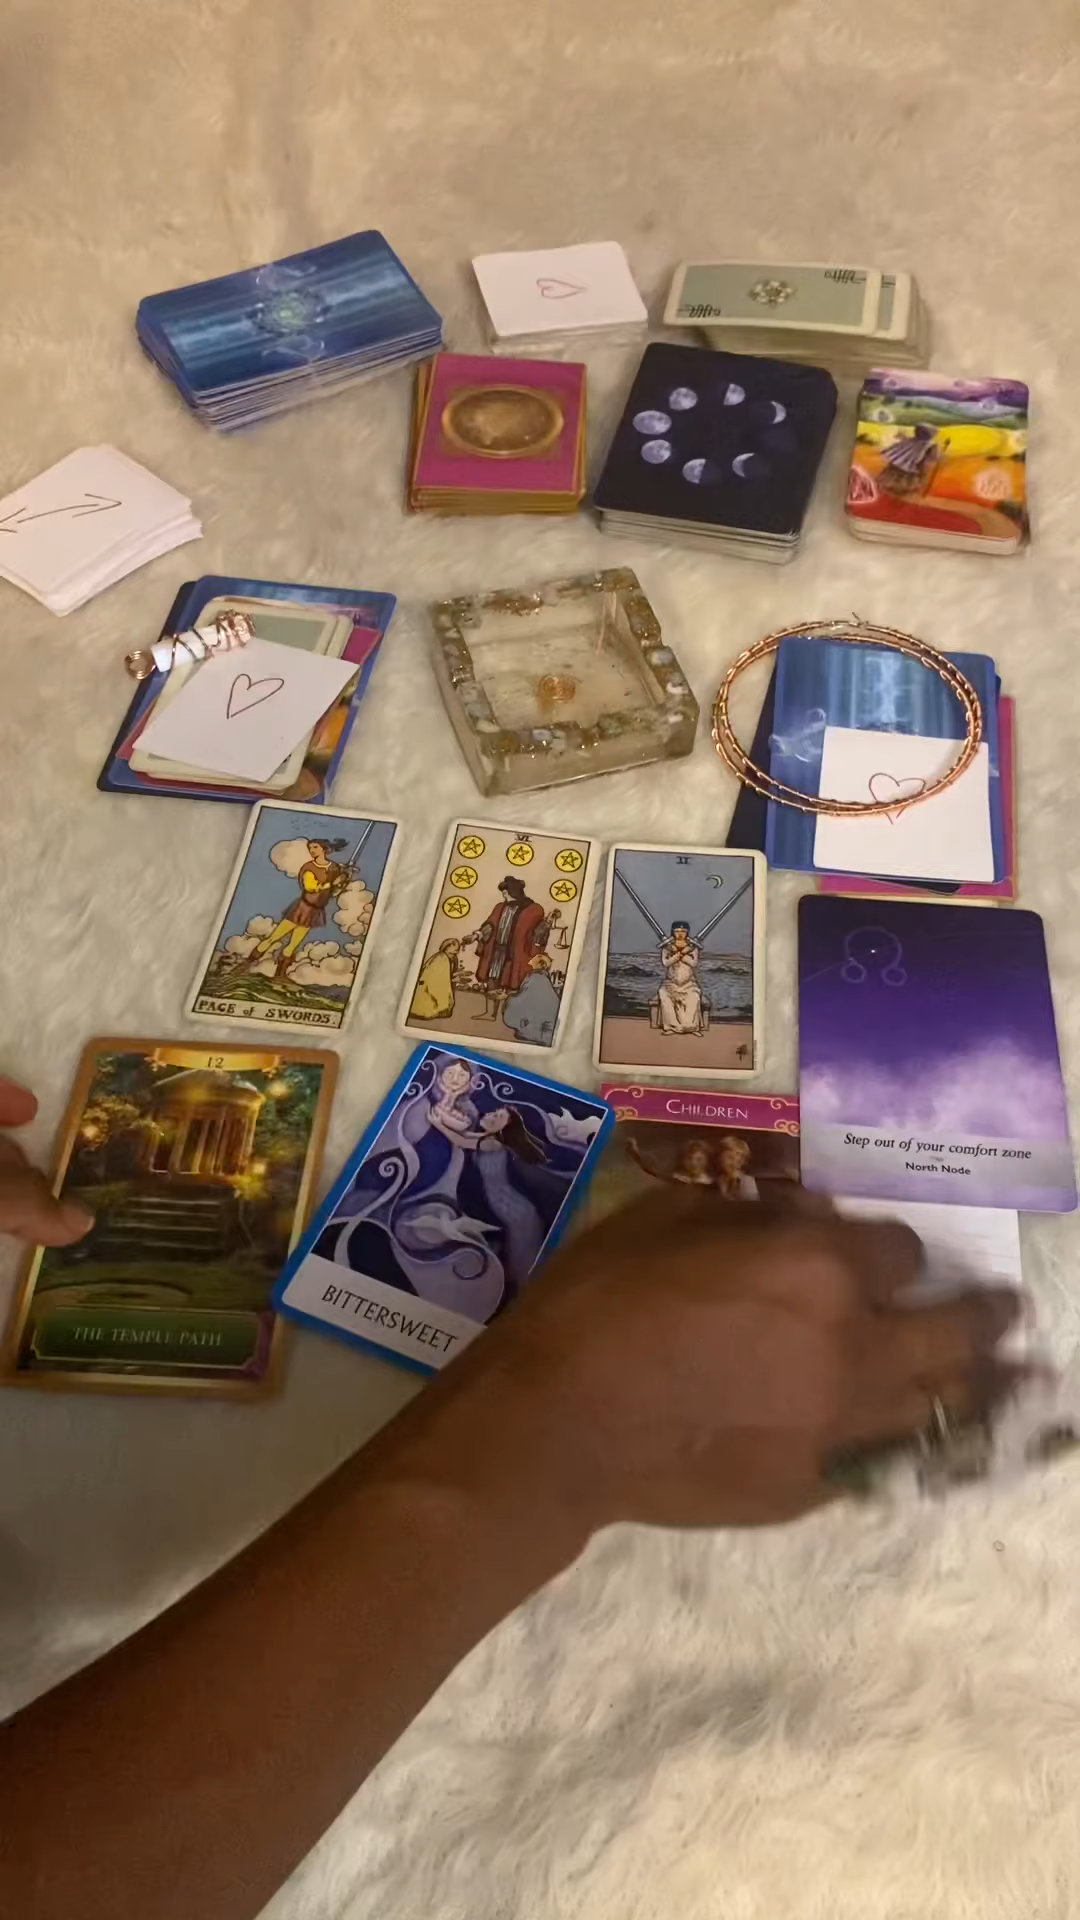 PAGE of SWORDS.
VI
II
12
THE TEMPLE PATH
BITTERSWEET
CHILDREN
Step out of your comfort zone
North Node